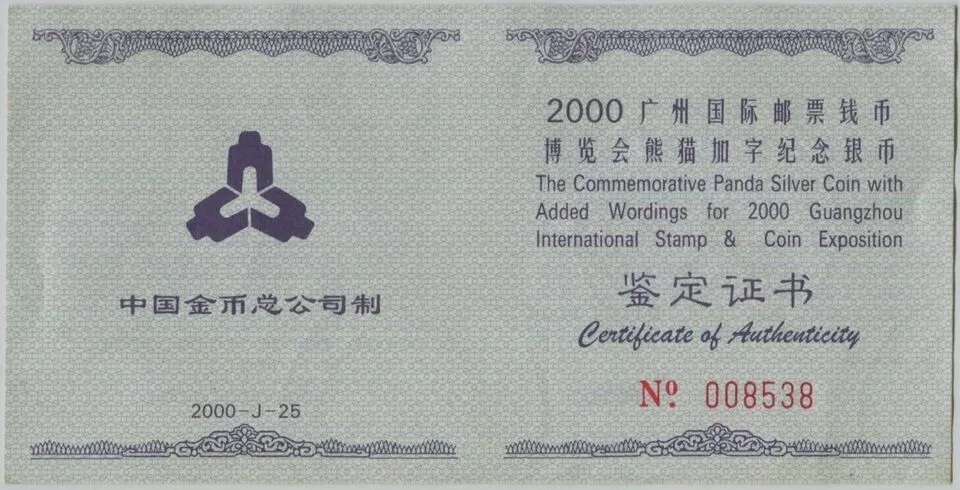 中国金币总公司制
2000-J-25
2000 广州国际邮票钱币
博览会熊猫加字纪念银币
The Commemorative Panda Silver Coin with
Added Wordings for 2000 Guangzhou
International Stamp & Coin Exposition
鉴定证书
Certificate of Authenticity
Nº. 008538